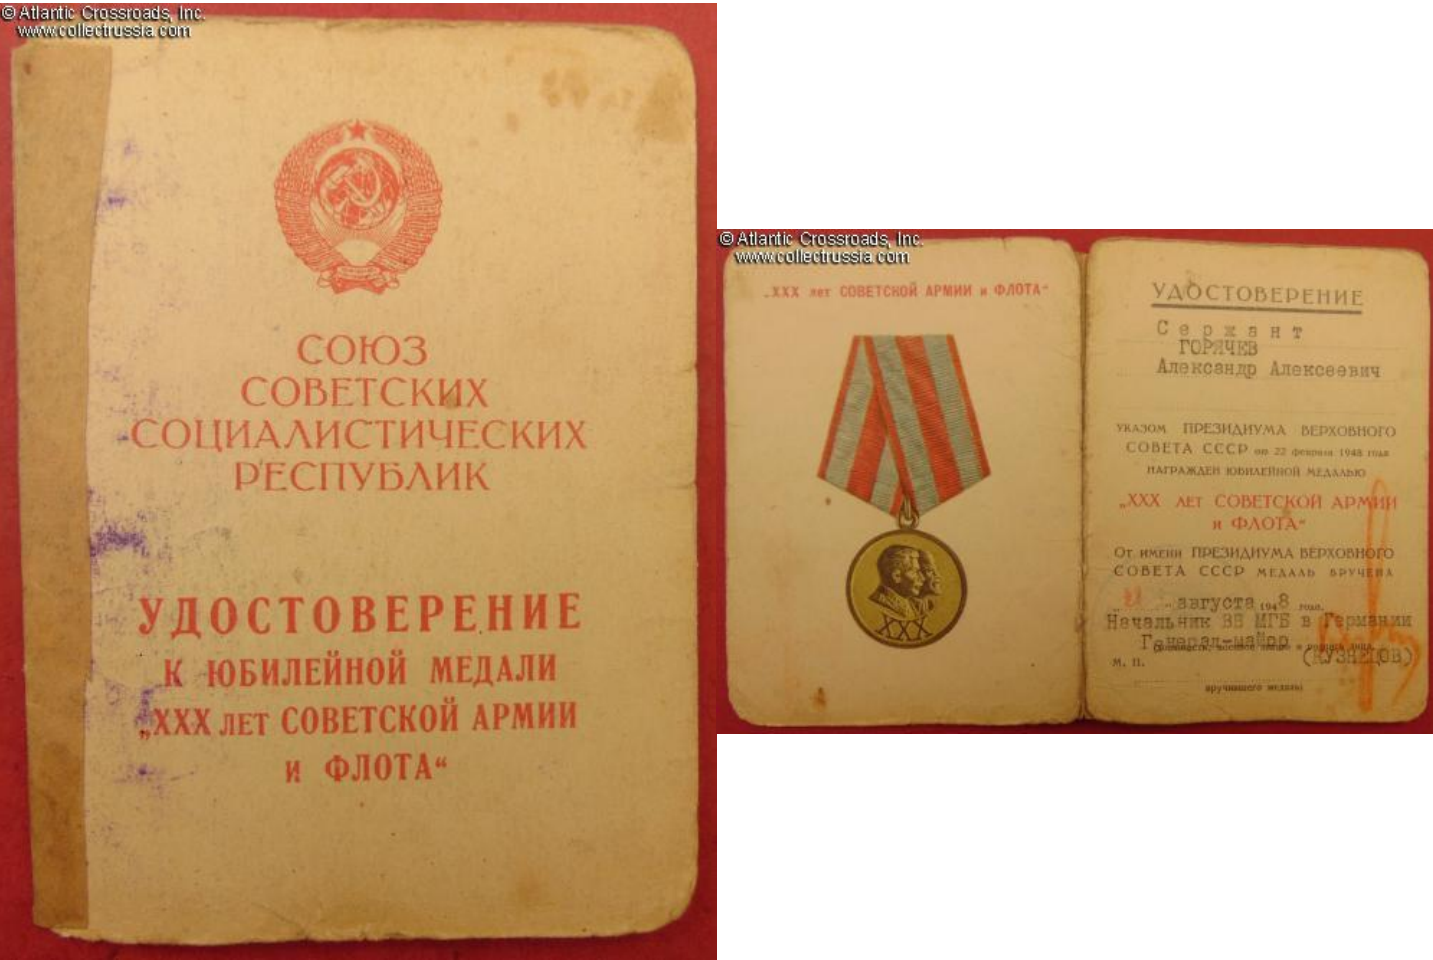 © Atlantic Crossroads, Inc.
www.collectrussia.com
СОЮЗ
СОВЕТСКИХ
СОЦИАЛИСТИЧЕСКИХ
РЕСПУБЛИК
УДОСТОВЕРЕНИЕ
К ЮБИЛЕЙНОЙ МЕДАЛИ
„XXX ЛЕТ СОВЕТСКОЙ АРМИИ
и ФЛОТА“
© Atlantic Crossroads, Inc.
www.collectrussia.com
„XXX лет СОВЕТСКОЙ АРМИИ и ФЛОТА“
XXX
УДОСТОВЕРЕНИЕ
Сержант
ГОРЯЧЕВ
Александр Алексеевич
УКАЗОМ ПРЕЗИДИУМА ВЕРХОВНОГО
СОВЕТА СССР от 22 февраля 1948 года
НАГРАЖДЕН ЮБИЛЕЙНОЙ МЕДАЛЬЮ
„XXX ЛЕТ СОВЕТСКОЙ АРМИИ
и ФЛОТА“
От имени ПРЕЗИДИУМА ВЕРХОВНОГО
СОВЕТА СССР МЕДАЛЬ ВРУЧЕНА
августа 1948 года.
Начальник ВВ МГБ в Германии
Генерал-майор
(КУЗНЕЦОВ)
М. П.
вручившего медаль)